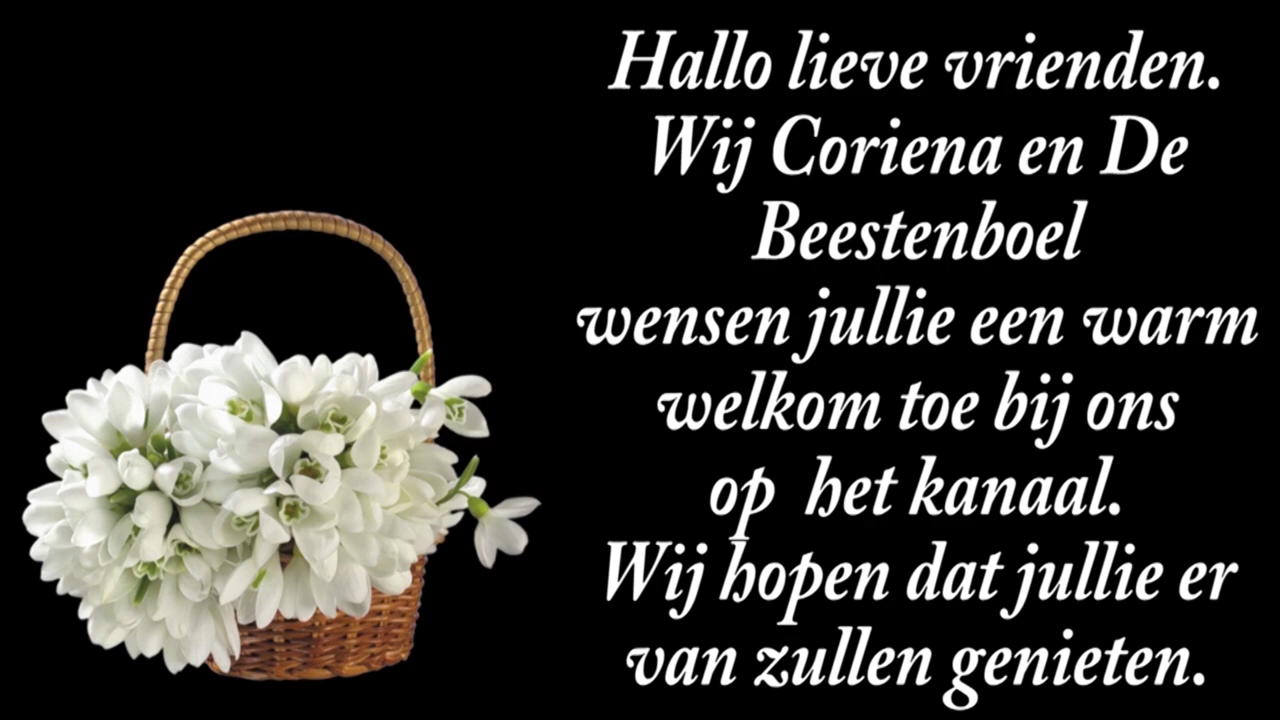 Hallo lieve vrienden.
Wij Coriena en De
Beestenboel
wensen jullie een warm
welkom toe bij ons
op het kanaal.
Wij hopen dat jullie er
van zullen genieten.